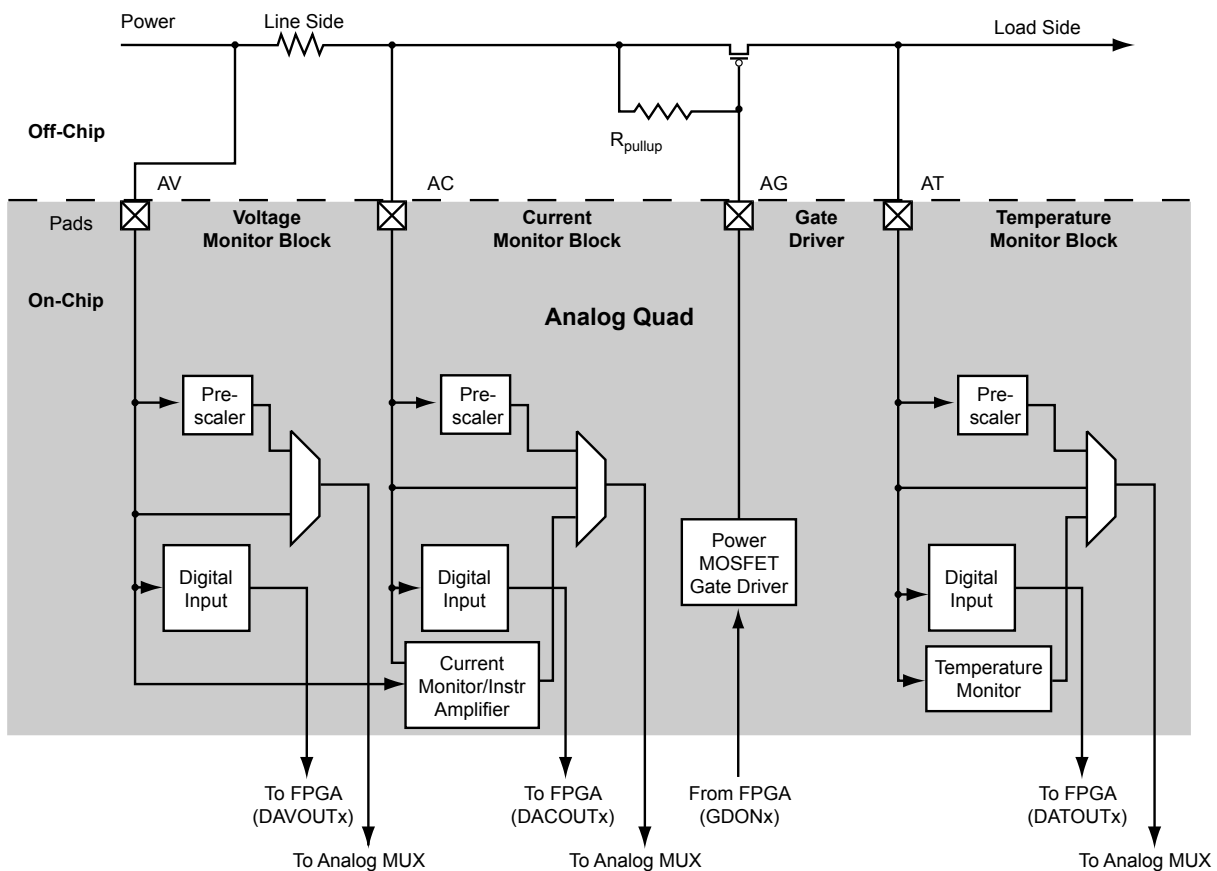 Power
Line Side
Load Side
Off-Chip
Rpullup
AV
AC
AG
AT
Pads
Voltage
Monitor Block
Current
Monitor Block
Gate
Driver
Temperature
Monitor Block
On-Chip
Analog Quad
Pre-
scaler
Pre-
scaler
Pre-
scaler
Power
MOSFET
Gate Driver
Digital
Input
Digital
Input
Digital
Input
Current
Monitor/Instr
Amplifier
Temperature
Monitor
To FPGA
(DAVOUTx)
To FPGA
(DACOUTx)
From FPGA
(GDONx)
To FPGA
(DATOUTx)
To Analog MUX
To Analog MUX
To Analog MUX